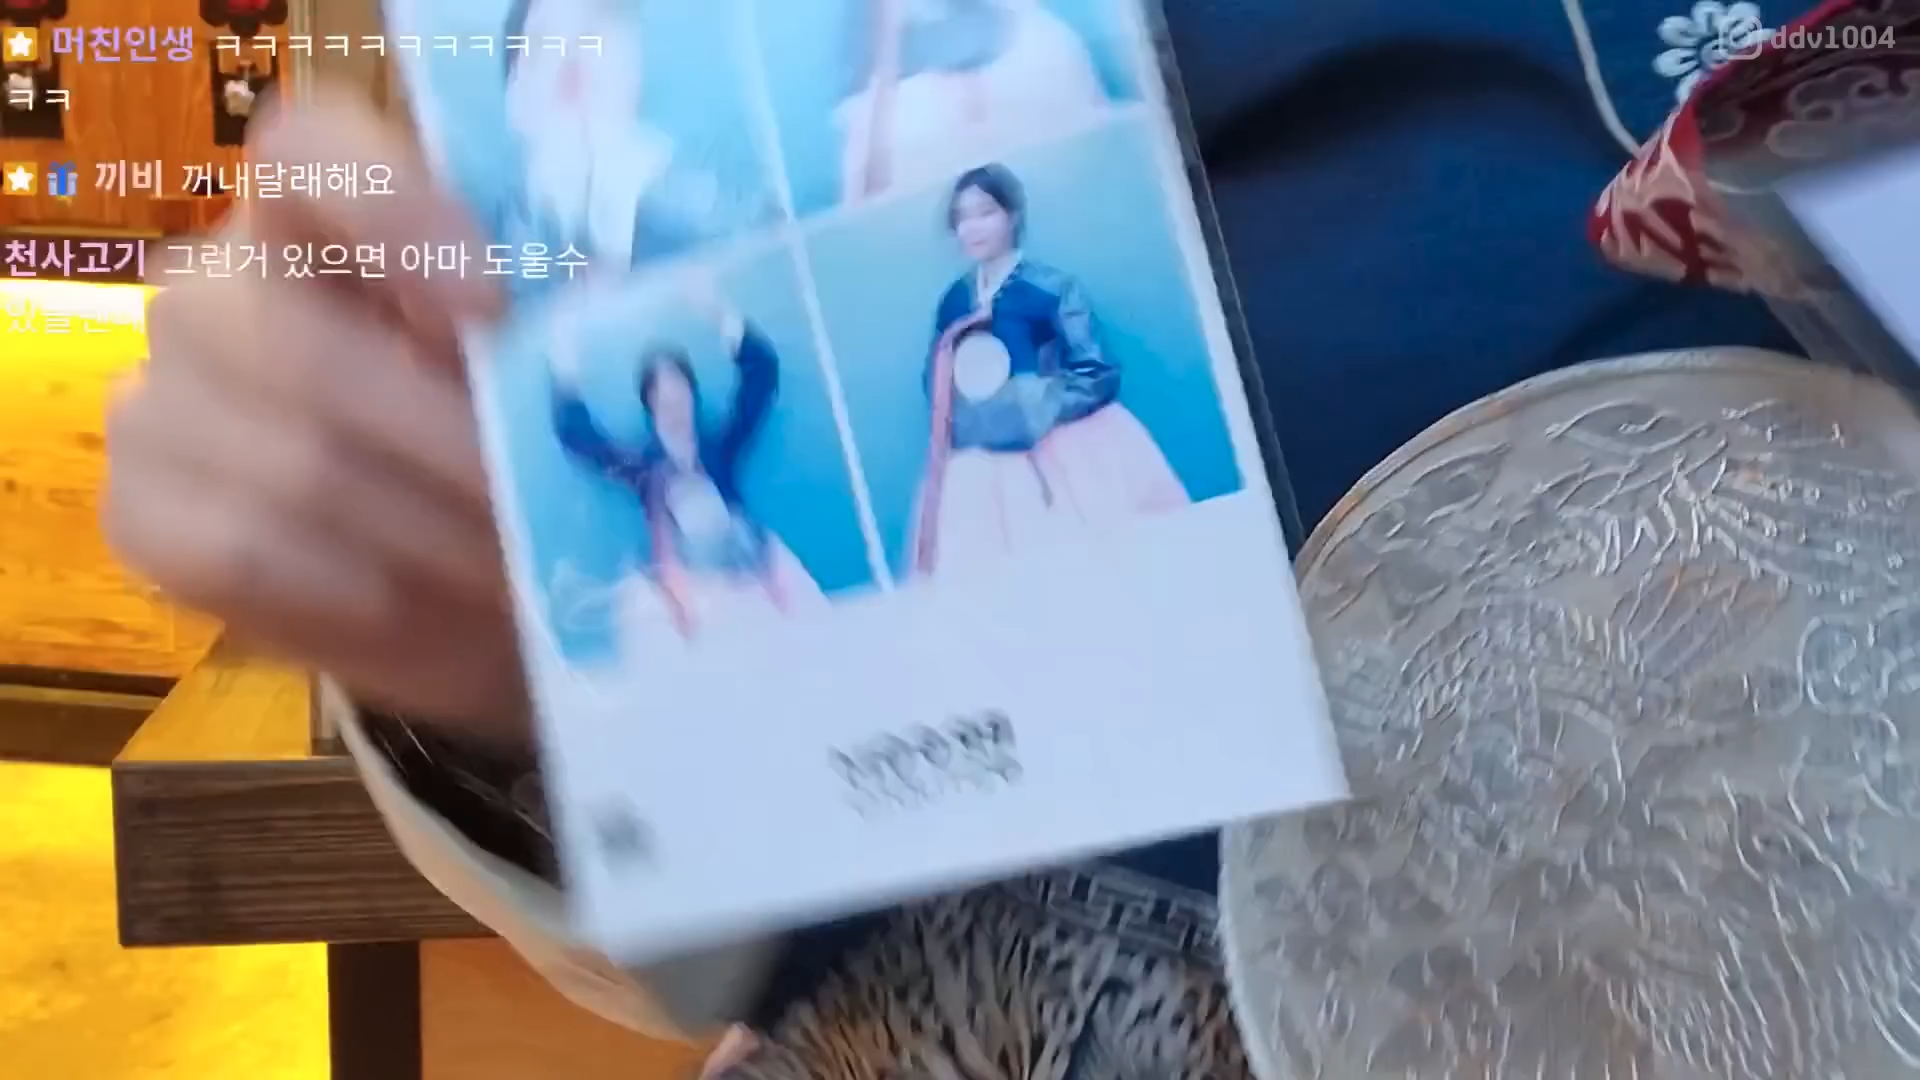 머친인생 ㅋㅋㅋㅋㅋㅋㅋㅋㅋㅋㅋ
ㅋㅋ
끼비 꺼내달래해요
천사고기 그런거 있으면 아마 도울수
ddv1004